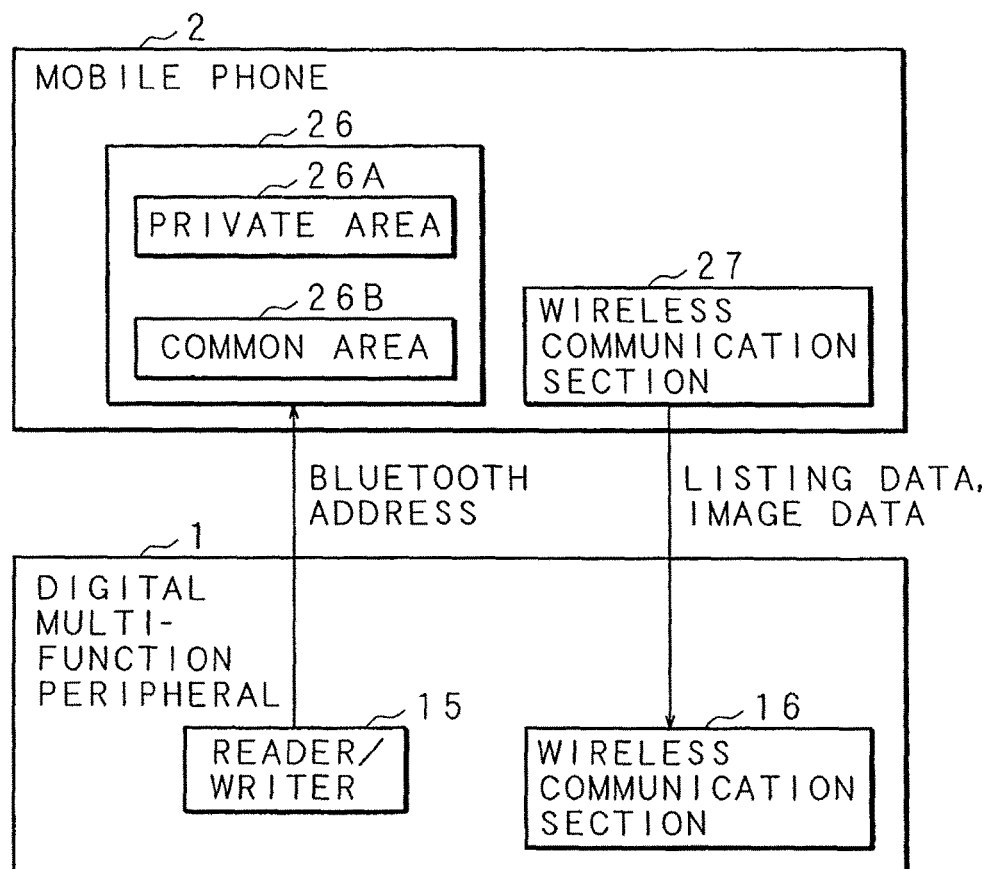 2
MOBILE PHONE
26
26A
PRIVATE AREA
26B
COMMON AREA
27
WIRELESS
COMMUNICATION
SECTION
BLUETOOTH
ADDRESS
LISTING DATA,
IMAGE DATA
1
DIGITAL
MULTI-
FUNCTION
PERIPHERAL
15
READER/
WRITER
16
WIRELESS
COMMUNICATION
SECTION